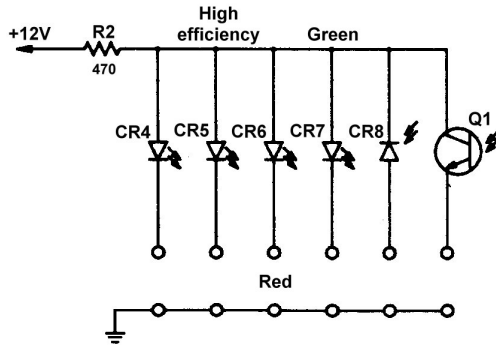 High
efficiency
Green
+12V
R2
470
CR4
CR5
CR6
CR7
CR8
Q1
Red